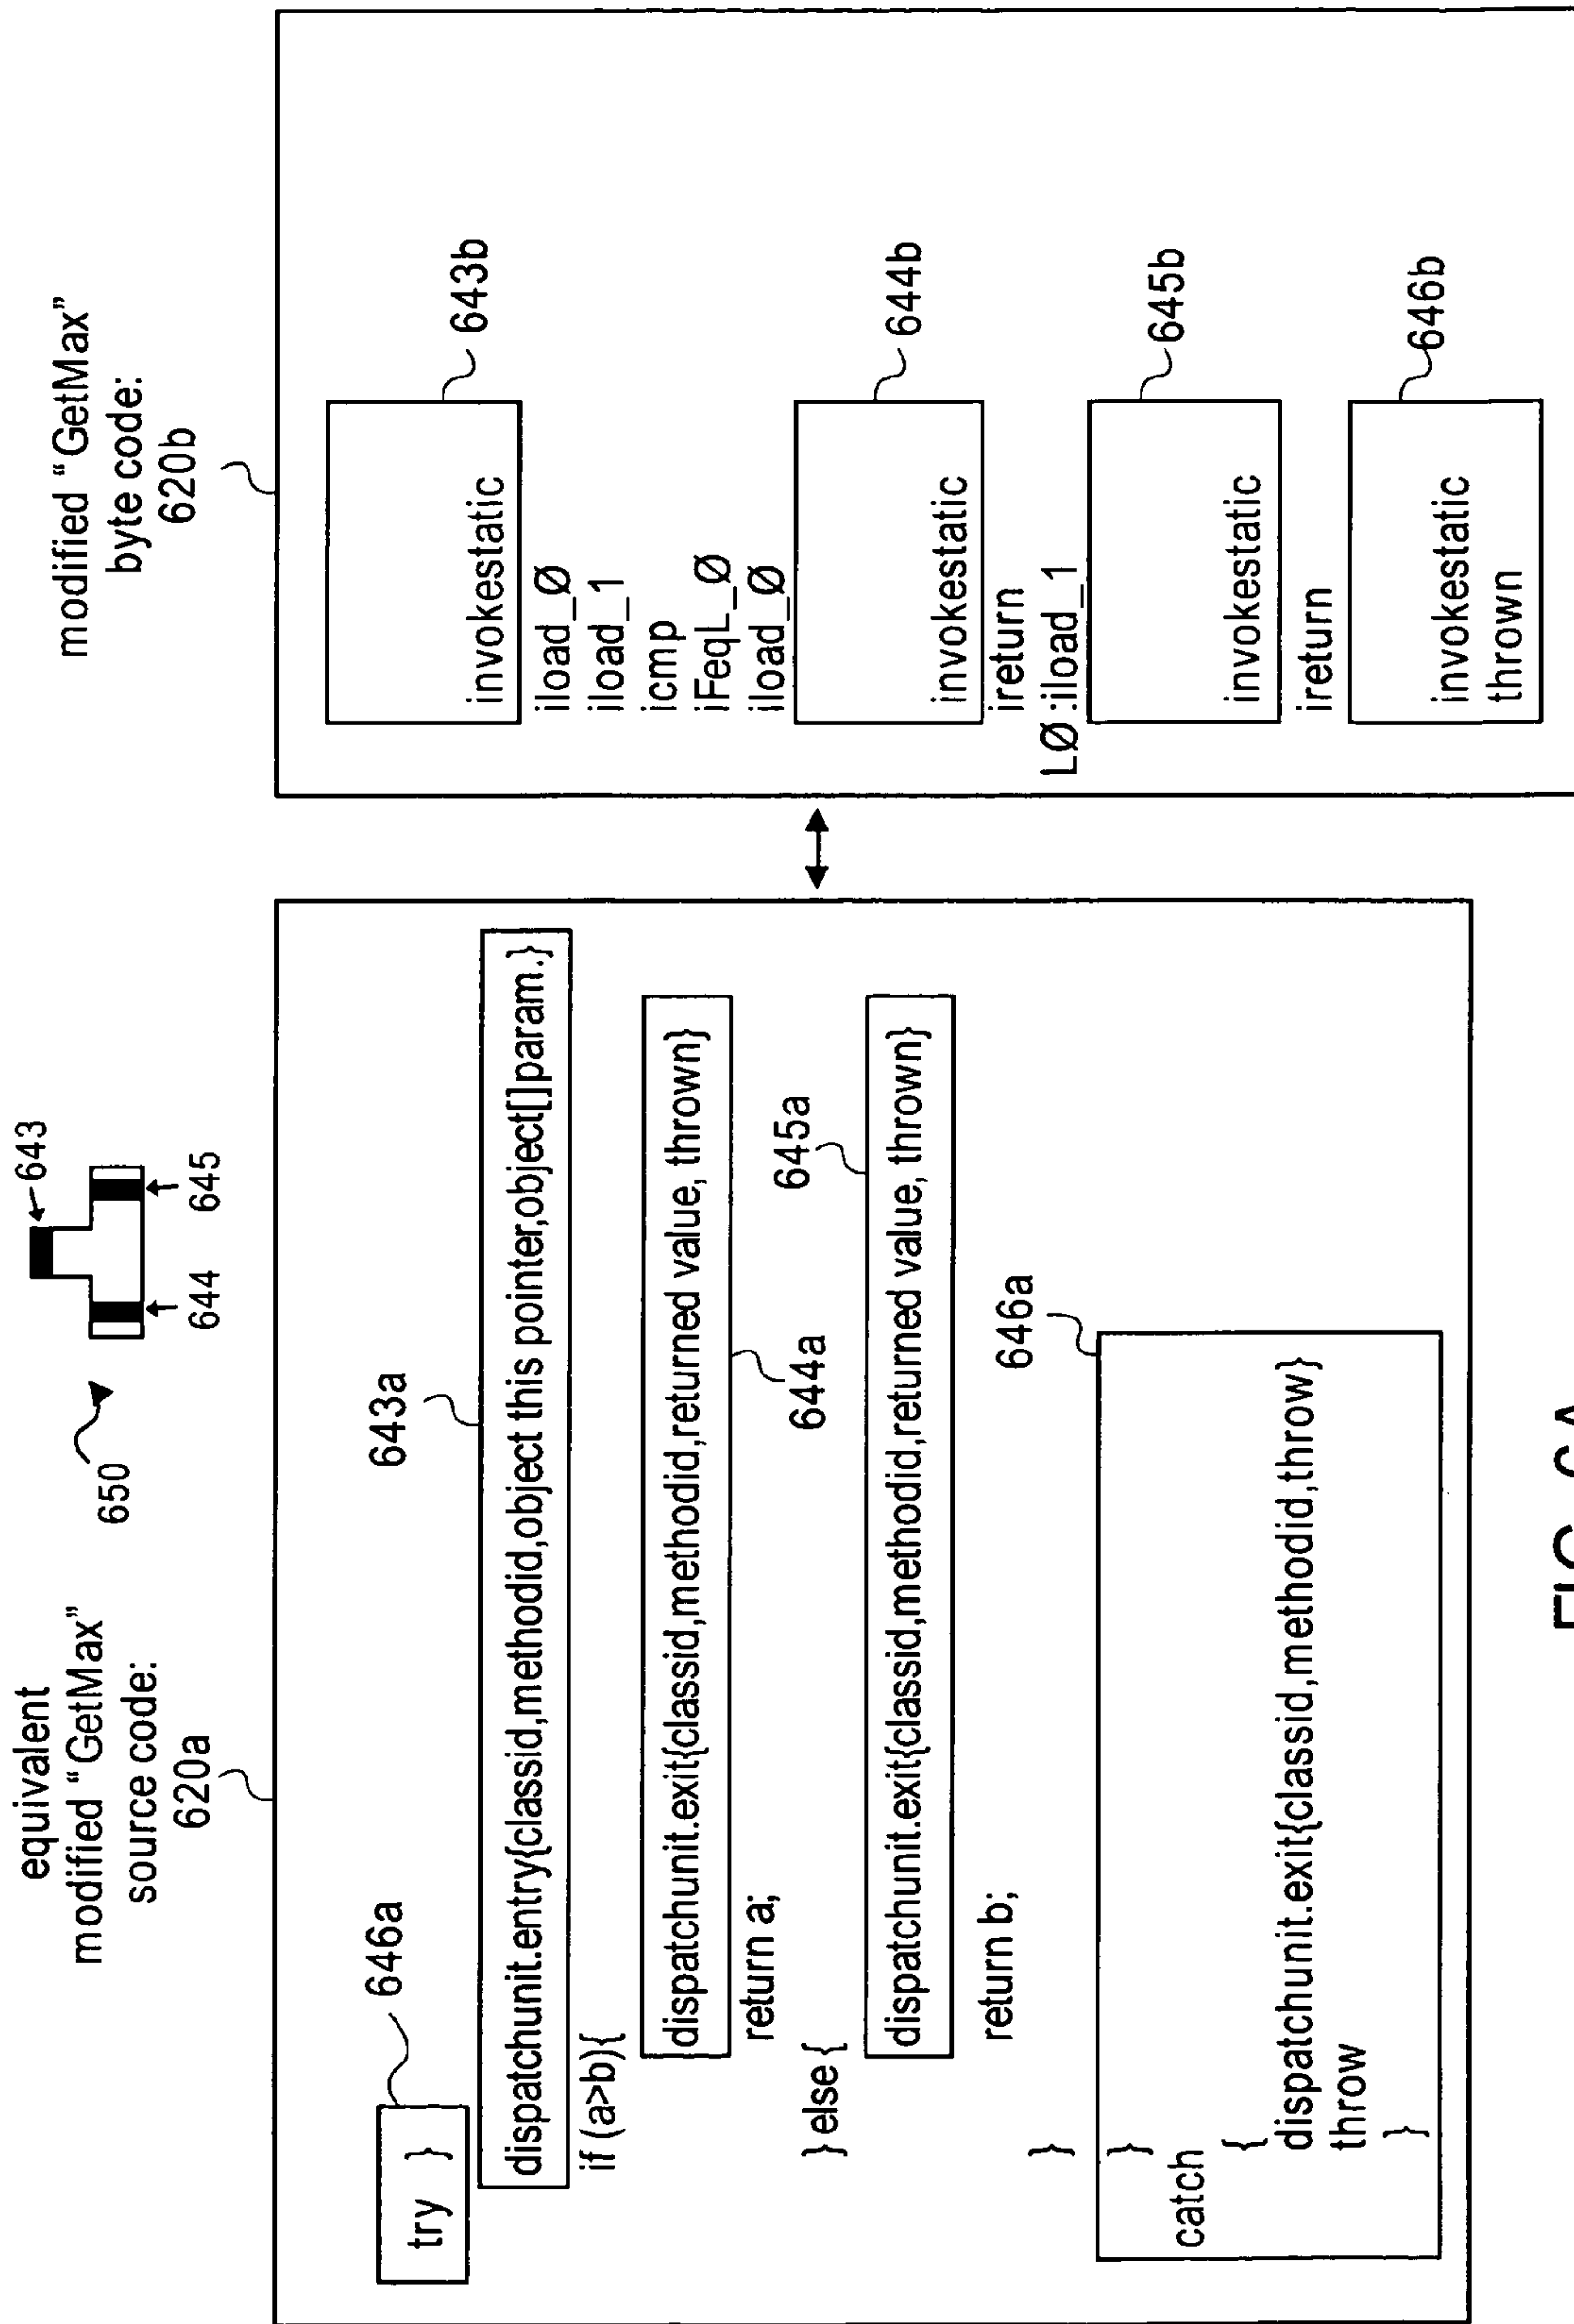 equivalent
modified “GetMax”
source code:
620a
650
643
644
645
646a
try }
643a
dispatchunit.entry{classid,methodid,object this pointer,object[]param.}
if (a>b){
dispatchunit.exit{classid,methodid,returned value, thrown}
644a
return a;
} else {
645a
dispatchunit.exit{classid,methodid,returned value, thrown}
return b;
}
646a
}
catch
{
dispatchunit.exit{classid,methodid,throw}
throw
}
modified “GetMax”
byte code:
620b
643b
invokestatic
iload_Ø
iload_1
icmp
iFeqL_Ø
iload_Ø
644b
invokestatic
ireturn
LØ:iload_1
645b
invokestatic
ireturn
646b
invokestatic
thrown